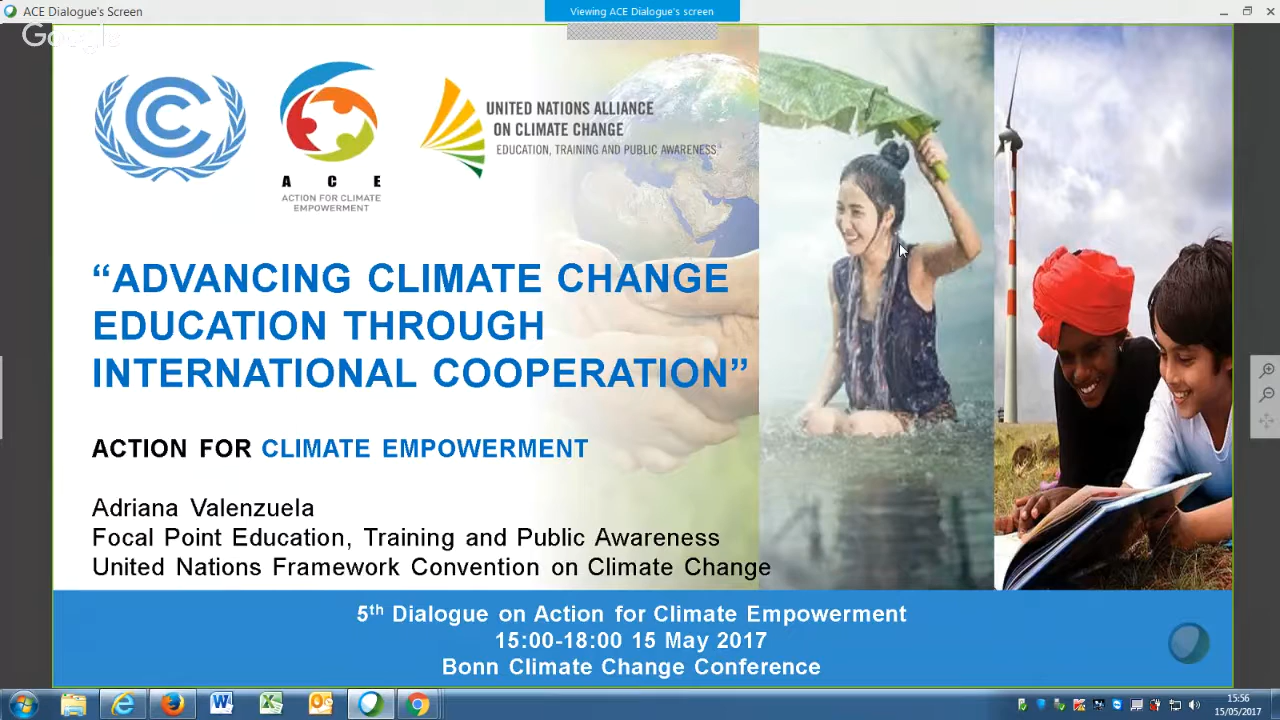 ACE Dialogue's Screen
Viewing ACE Dialogue's screen
Google
UNITED NATIONS ALLIANCE
ON CLIMATE CHANGE
EDUCATION, TRAINING AND PUBLIC AWARENESS
A C E
ACTION FOR CLIMATE
EMPOWERMENT
“ADVANCING CLIMATE CHANGE
EDUCATION THROUGH
INTERNATIONAL COOPERATION”
ACTION FOR CLIMATE EMPOWERMENT
Adriana Valenzuela
Focal Point Education, Training and Public Awareness
United Nations Framework Convention on Climate Change
5th Dialogue on Action for Climate Empowerment
15:00-18:00 15 May 2017
Bonn Climate Change Conference
15:56
15/05/2017